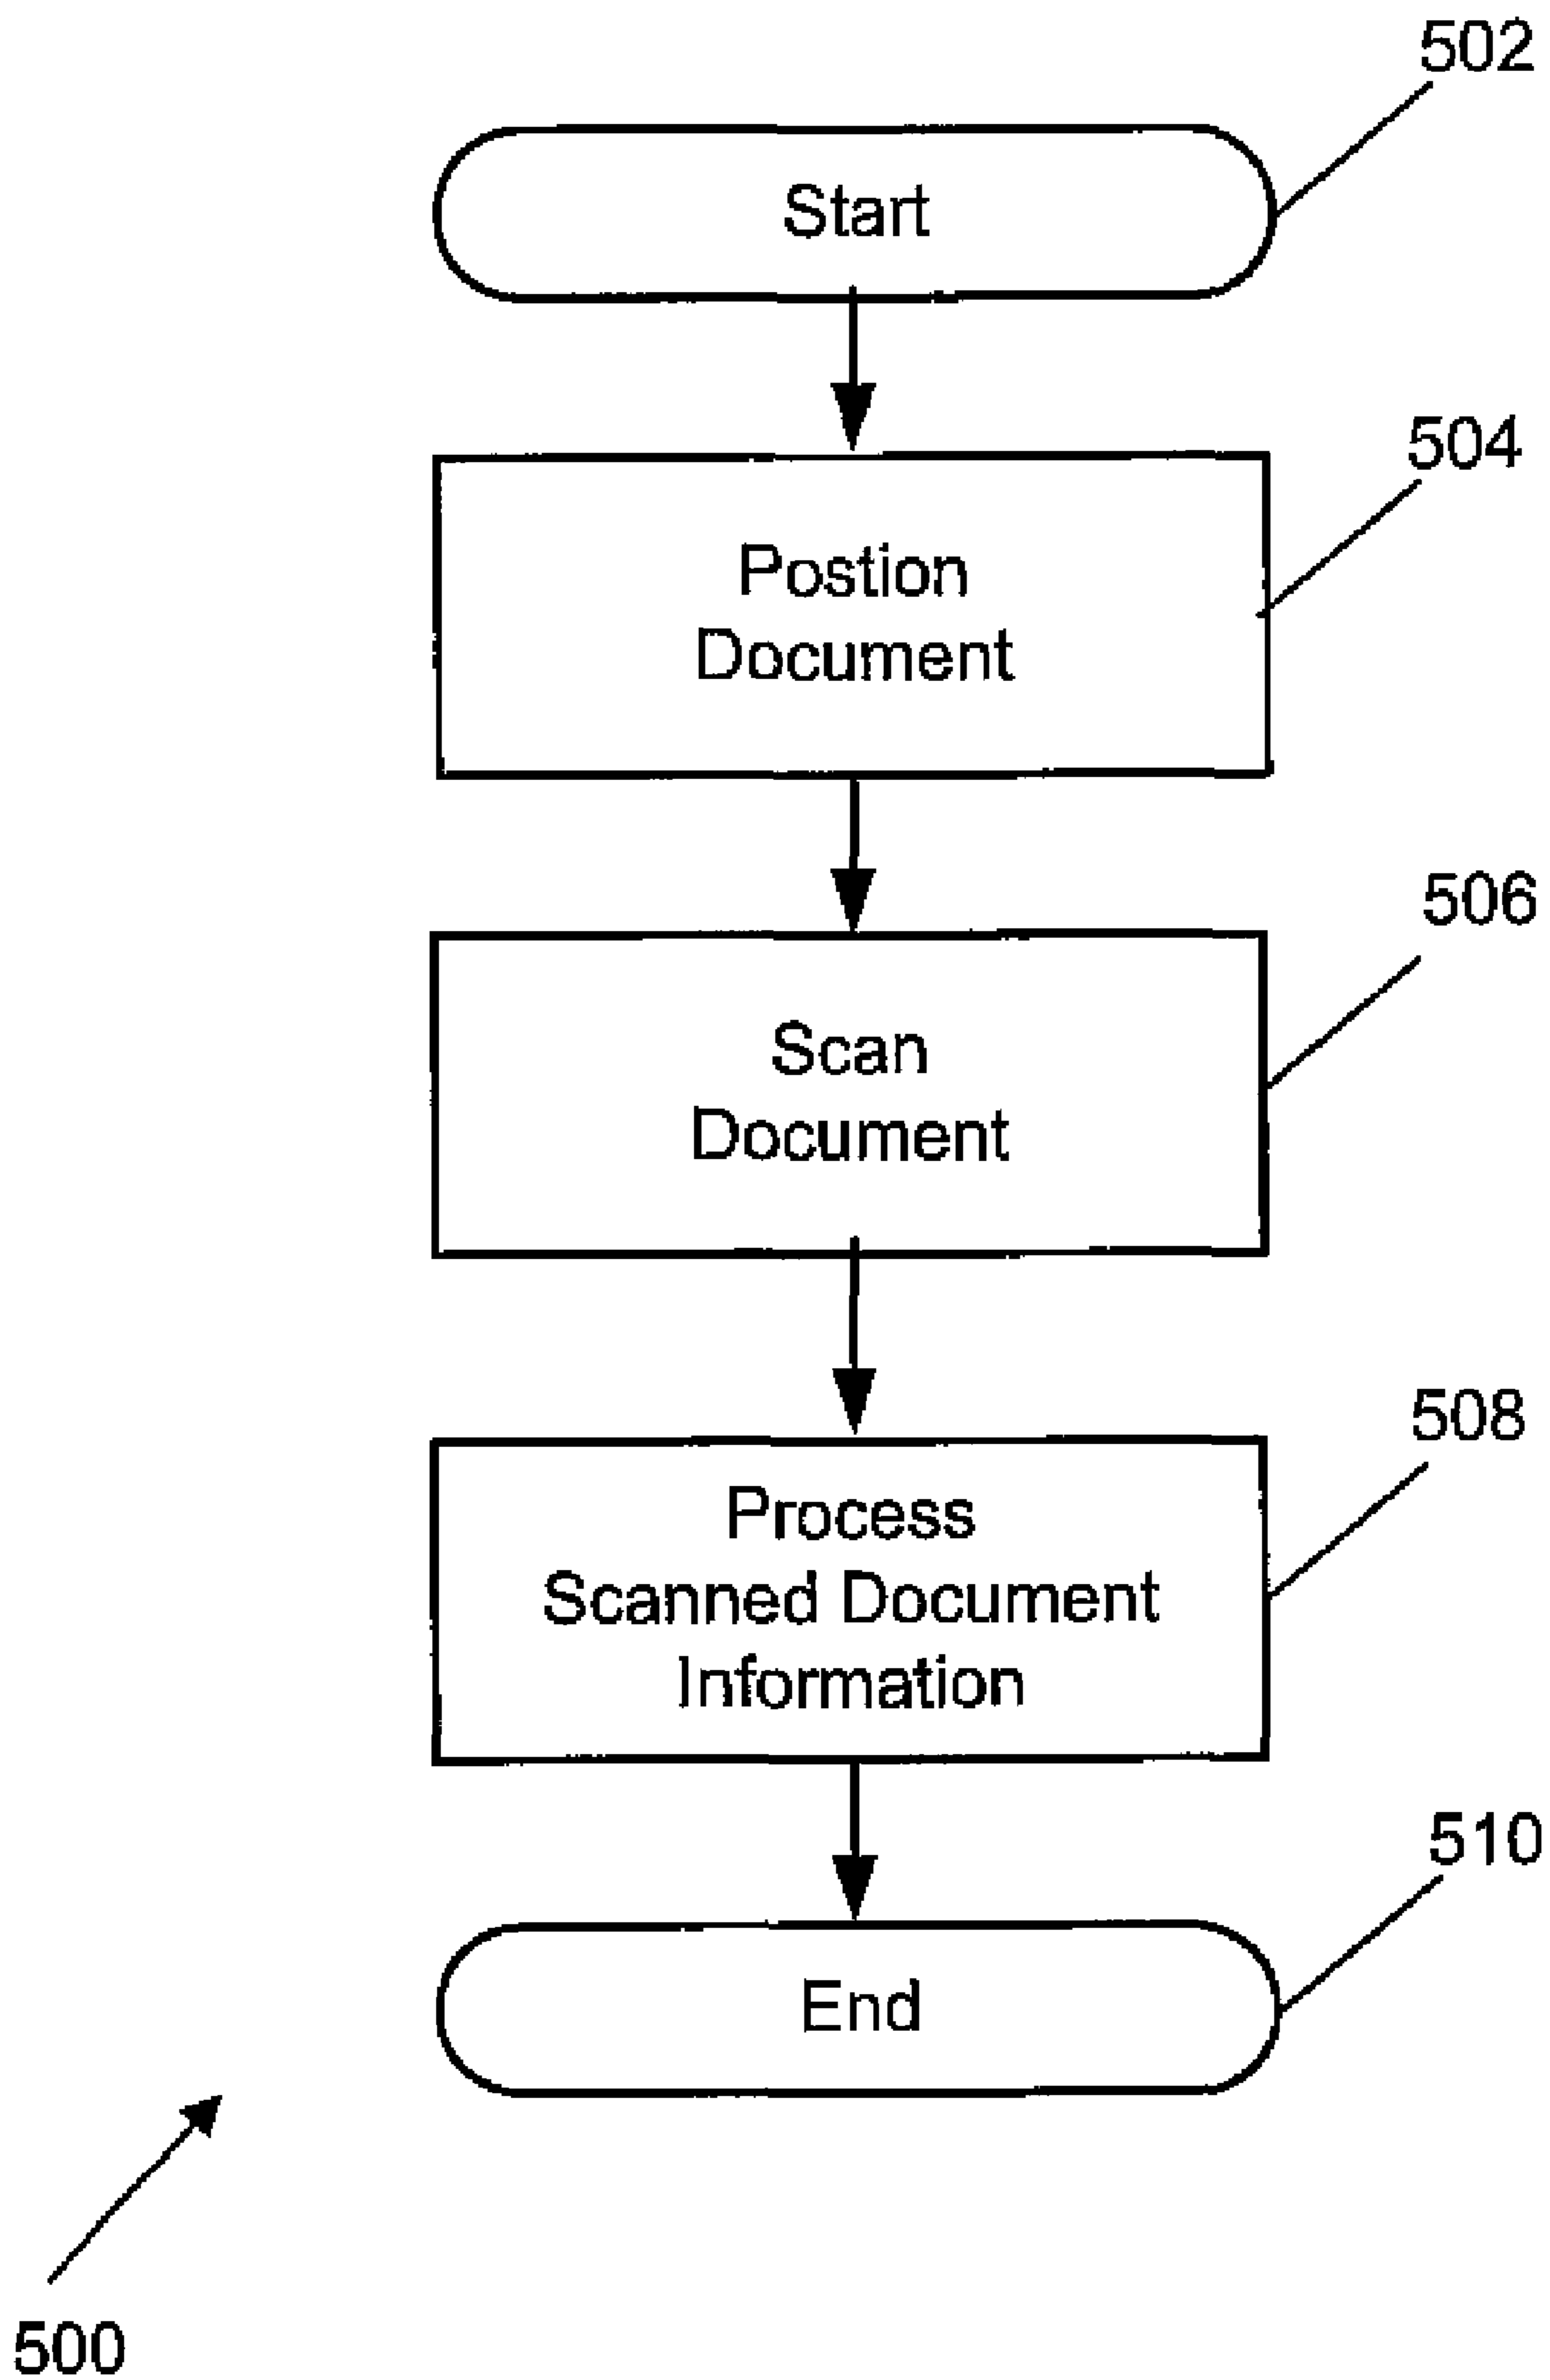 502
Start
504
Postion
Document
506
Scan
Document
508
Process
Scanned Document
Information
510
End
500